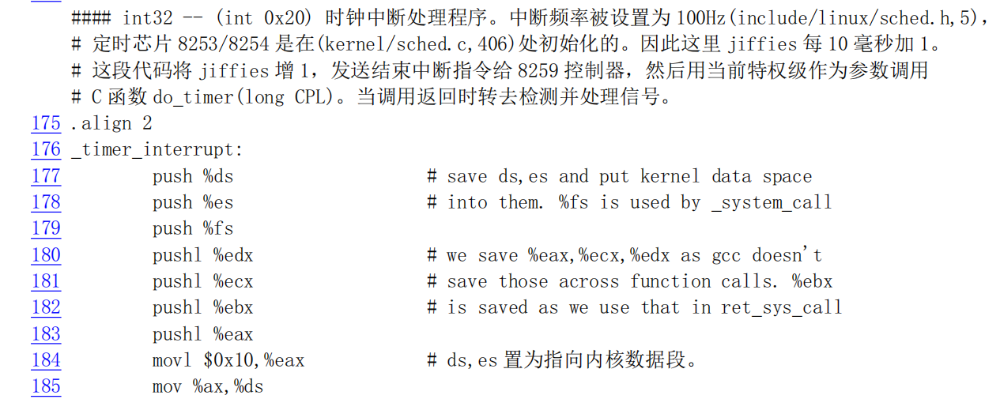 #### int32 -- (int 0x20) 时钟中断处理程序。中断频率被设置为 100Hz(include/linux/sched.h,5),
# 定时芯片 8253/8254 是在(kernel/sched.c,406)处初始化的。因此这里 jiffies 每 10 毫秒加 1。
# 这段代码将 jiffies 增 1，发送结束中断指令给 8259 控制器，然后用当前特权级作为参数调用
# C 函数 do_timer(long CPL)。当调用返回时转去检测并处理信号。
175 .align 2
176 _timer_interrupt:
177 push %ds # save ds,es and put kernel data space
178 push %es # into them. %fs is used by _system_call
179 push %fs
180 pushl %edx # we save %eax,%ecx,%edx as gcc doesn't
181 pushl %ecx # save those across function calls. %ebx
182 pushl %ebx # is saved as we use that in ret_sys_call
183 pushl %eax
184 movl $0x10,%eax # ds,es 置为指向内核数据段。
185 mov %ax,%ds